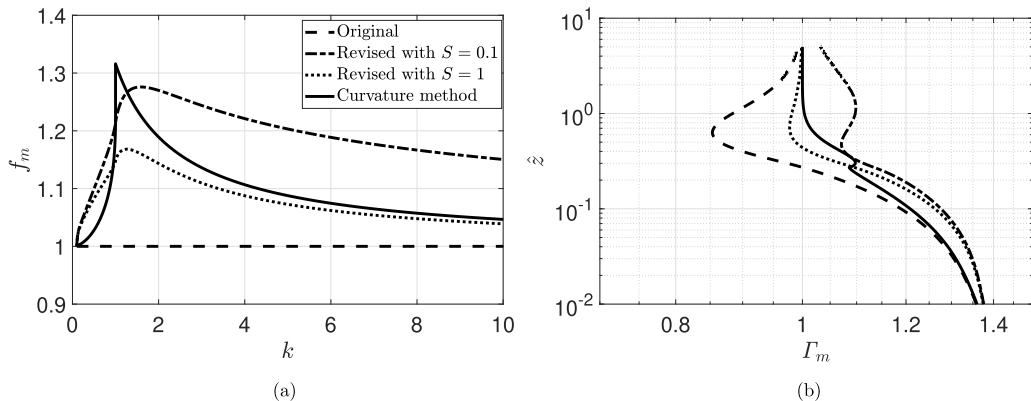 1.4
1.3
1.2
1.1
1
0.9
f_m
0 2 4 6 8 10
k
Original
Revised with S = 0.1
Revised with S = 1
Curvature method
(a)
10^1
10^0
10^-1
10^-2
ẑ
0.8 1 1.2 1.4
Γ_m
(b)